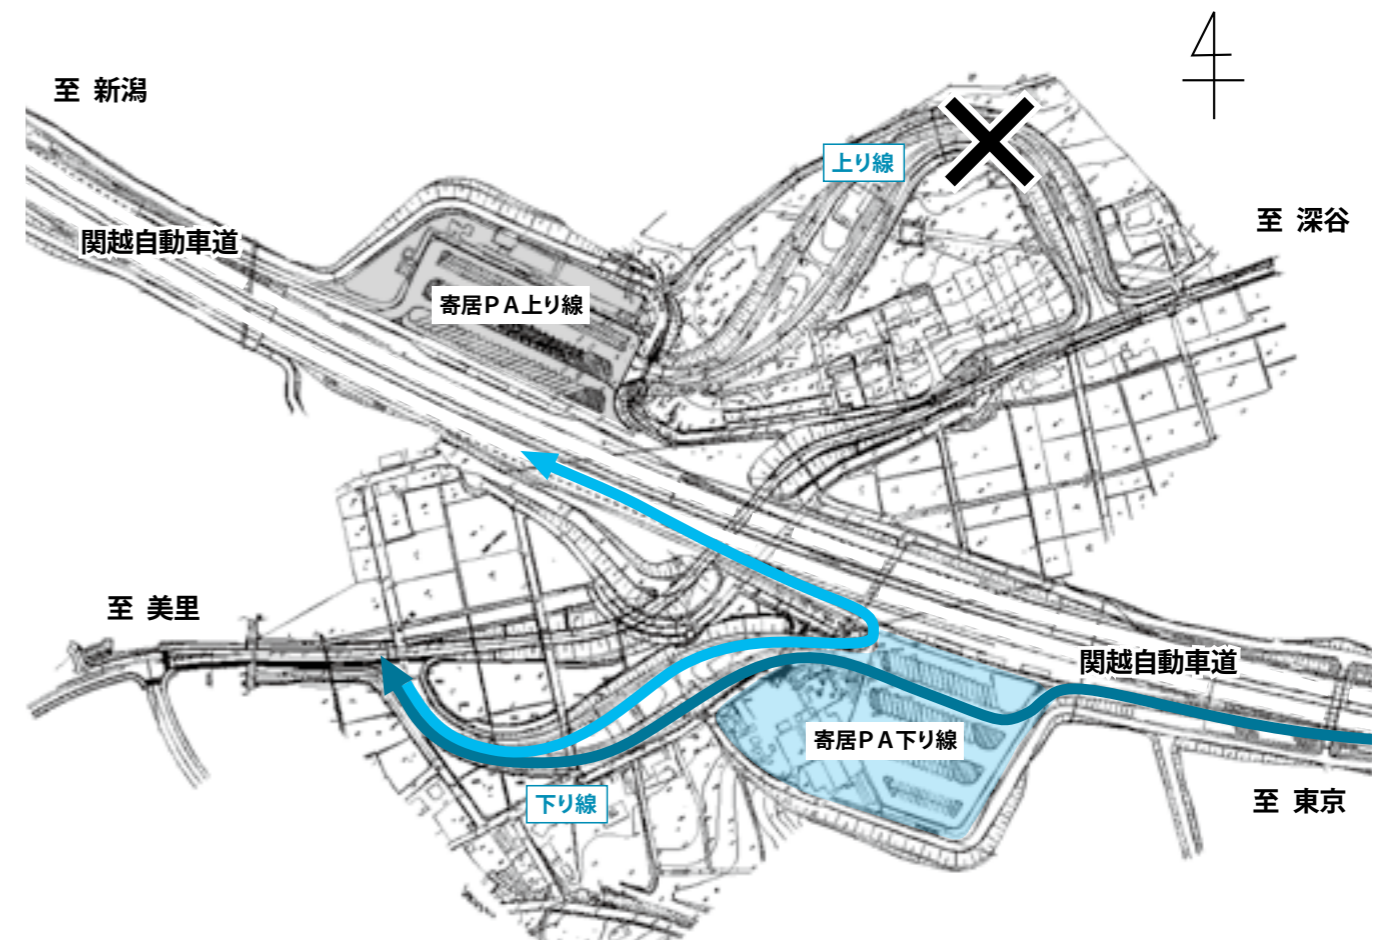 至 新潟
上り線
至 深谷
関越自動車道
寄居PA上り線
至 美里
関越自動車道
寄居PA下り線
下り線
至 東京